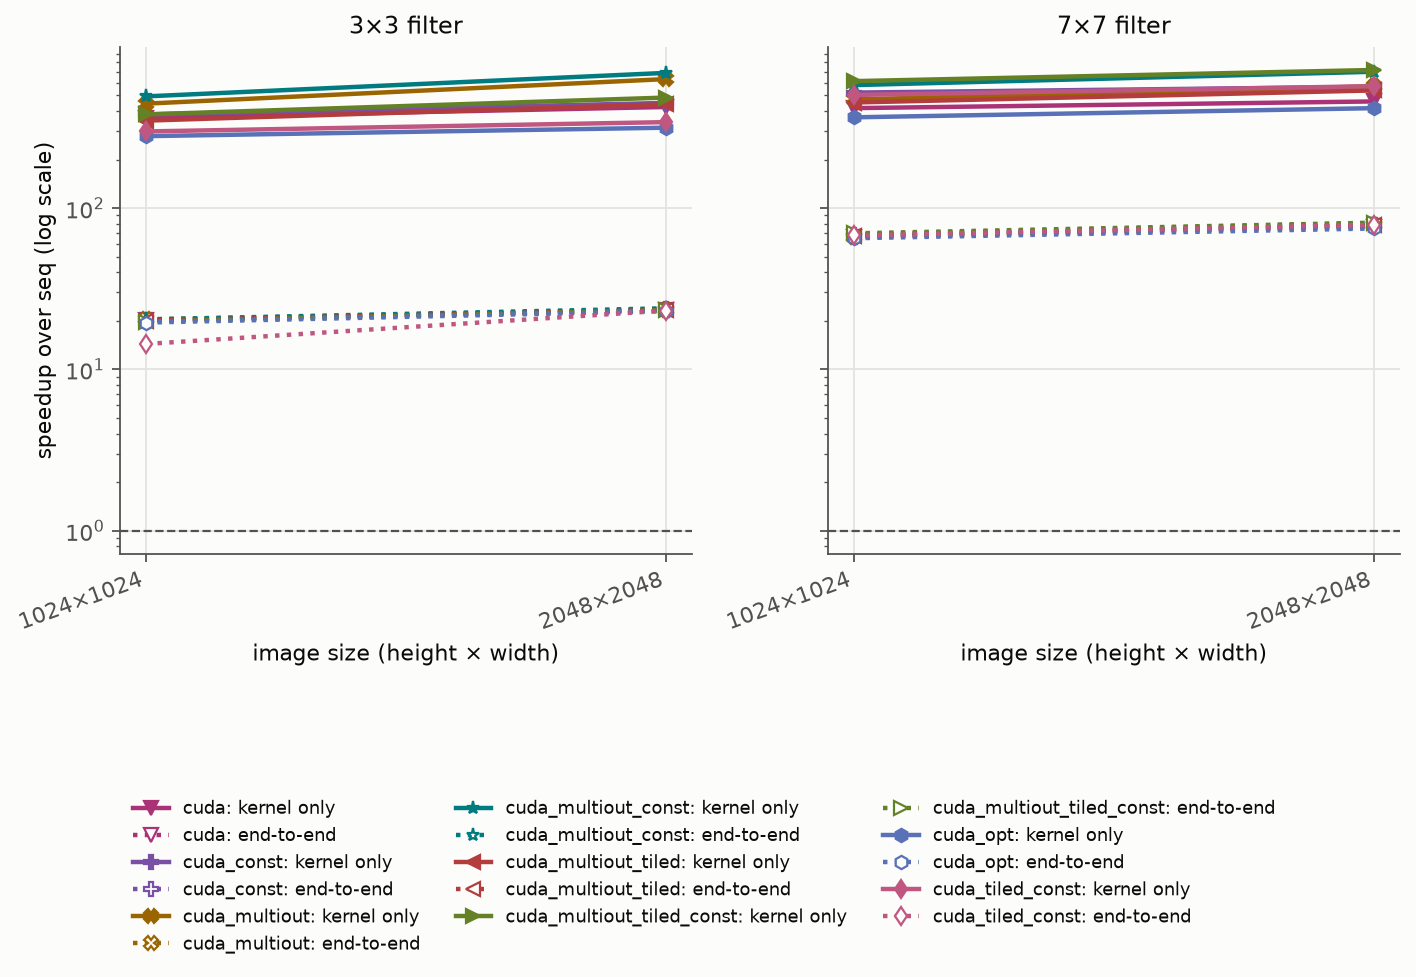 3×3 filter
7×7 filter
speedup over seq (log scale)
10²
10¹
10⁰
1024×1024
2048×2048
1024×1024
2048×2048
image size (height × width)
image size (height × width)
cuda: kernel only
cuda: end-to-end
cuda_const: kernel only
cuda_const: end-to-end
cuda_multiout: kernel only
cuda_multiout: end-to-end
cuda_multiout_const: kernel only
cuda_multiout_const: end-to-end
cuda_multiout_tiled: kernel only
cuda_multiout_tiled: end-to-end
cuda_multiout_tiled_const: kernel only
cuda_multiout_tiled_const: end-to-end
cuda_opt: kernel only
cuda_opt: end-to-end
cuda_tiled_const: kernel only
cuda_tiled_const: end-to-end